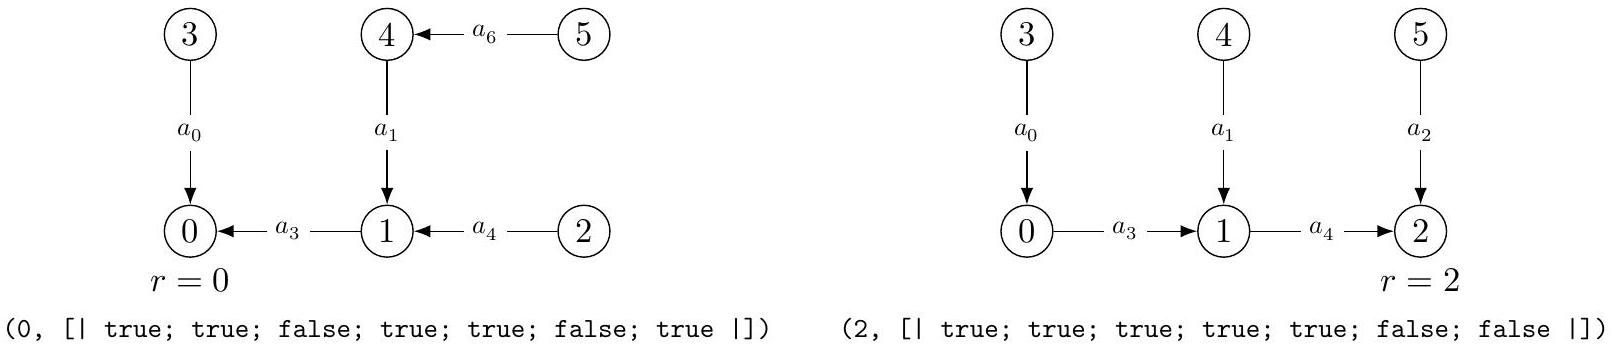 3 4 a₆ 5 3 4 5
a₀ a₁ a₀ a₁ a₂
0 a₃ 1 a₄ 2 0 a₃ 1 a₄ 2
r = 0 r = 2
(0, [| true; true; false; true; true; false; true |]) (2, [| true; true; true; true; true; false; false |])